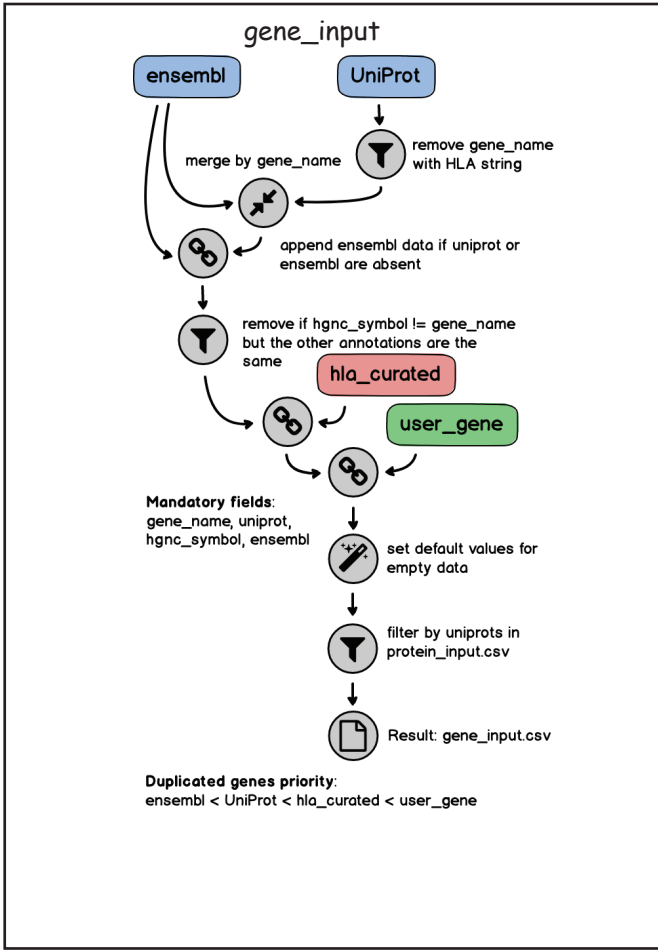 gene_input
ensembl
UniProt
remove gene_name
with HLA string
merge by gene_name
append ensembl data if uniprot or
ensembl are absent
remove if hgnc_symbol != gene_name
but the other annotations are the
same
hla_curated
user_gene
Mandatory fields:
gene_name, uniprot,
hgnc_symbol, ensembl
set default values for
empty data
filter by uniprots in
protein_input.csv
Result: gene_input.csv
Duplicated genes priority:
ensembl < UniProt < hla_curated < user_gene